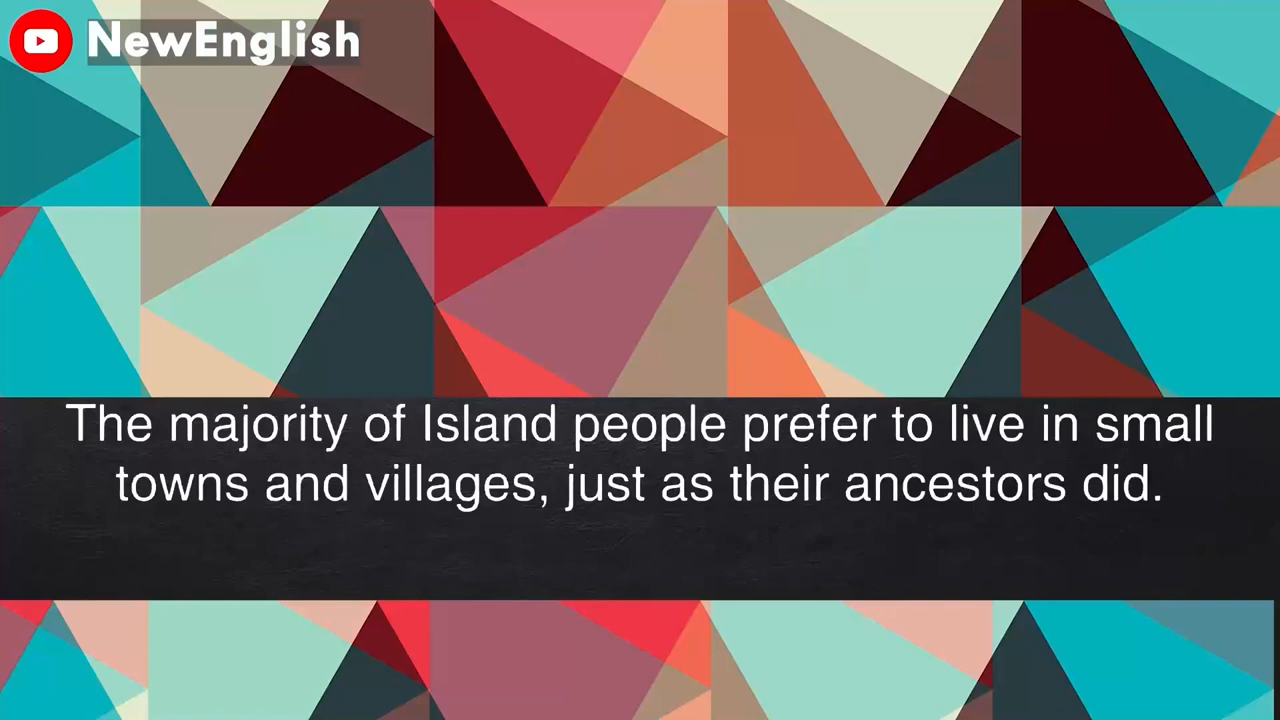 NewEnglish
The majority of Island people prefer to live in small
towns and villages, just as their ancestors did.